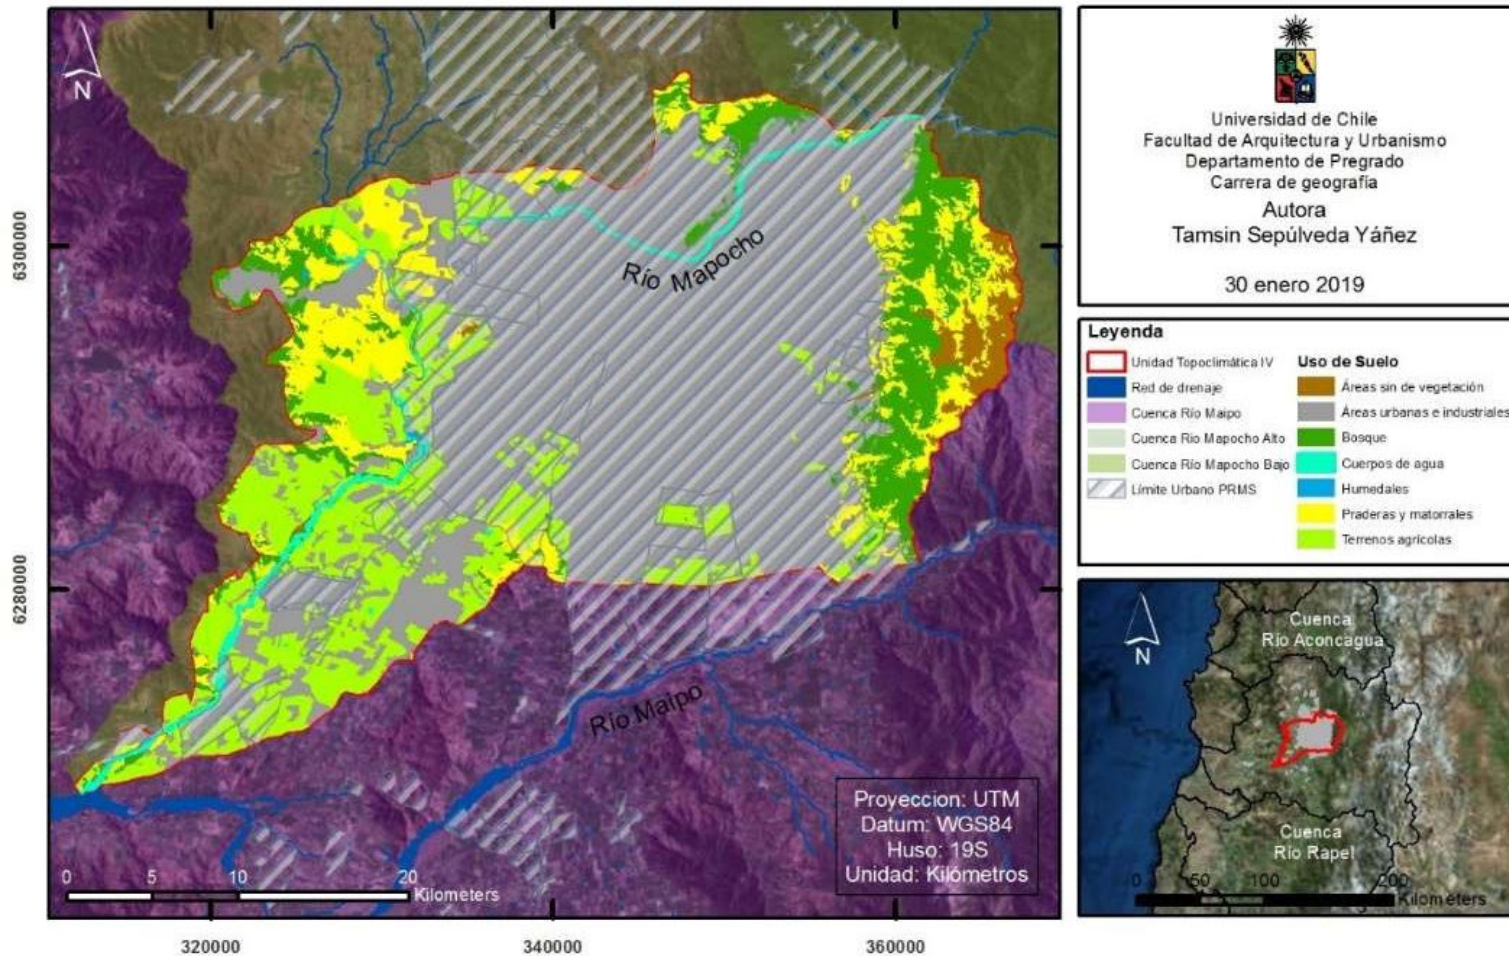 N
6300000
6280000
320000
340000
360000
Río Mapocho
Río Maipo
0 5 10 20
Kilometers
Proyeccion: UTM
Datum: WGS84
Huso: 19S
Unidad: Kilómetros
Universidad de Chile
Facultad de Arquitectura y Urbanismo
Departamento de Pregrado
Carrera de geografía
Autora
Tamsin Sepúlveda Yáñez
30 enero 2019
Leyenda
Unidad Topoclimática IV
Red de drenaje
Cuenca Río Maipo
Cuenca Río Mapocho Alto
Cuenca Río Mapocho Bajo
Límite Urbano PRMS
Uso de Suelo
Áreas sin de vegetación
Áreas urbanas e industriales
Bosque
Cuerpos de agua
Humedales
Praderas y matorrales
Terrenos agrícolas
N
Cuenca
Río Aconcagua
Cuenca
Río Rapel
0 50 100 200
Kilómeters